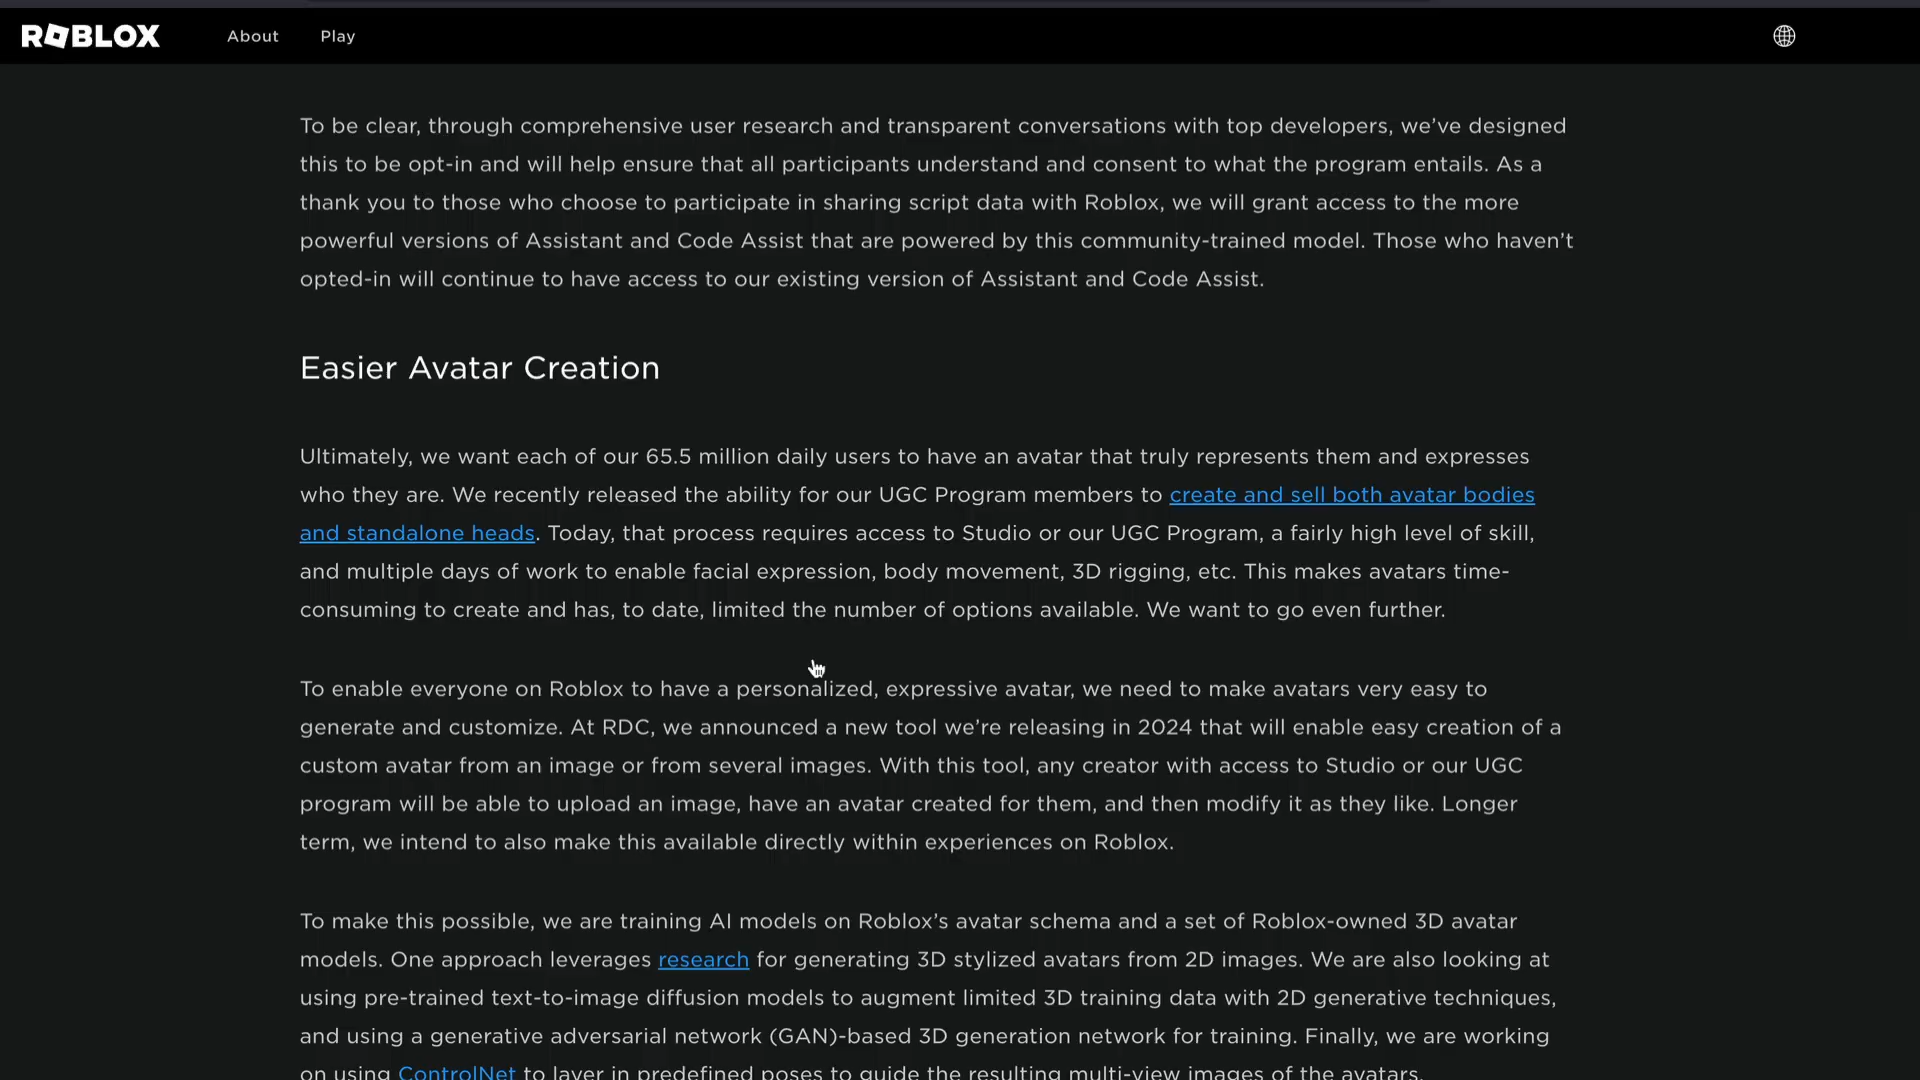 ROBLOX About Play
To be clear, through comprehensive user research and transparent conversations with top developers, we’ve designed
this to be opt-in and will help ensure that all participants understand and consent to what the program entails. As a
thank you to those who choose to participate in sharing script data with Roblox, we will grant access to the more
powerful versions of Assistant and Code Assist that are powered by this community-trained model. Those who haven’t
opted-in will continue to have access to our existing version of Assistant and Code Assist.
Easier Avatar Creation
Ultimately, we want each of our 65.5 million daily users to have an avatar that truly represents them and expresses
who they are. We recently released the ability for our UGC Program members to create and sell both avatar bodies
and standalone heads. Today, that process requires access to Studio or our UGC Program, a fairly high level of skill,
and multiple days of work to enable facial expression, body movement, 3D rigging, etc. This makes avatars time-
consuming to create and has, to date, limited the number of options available. We want to go even further.
To enable everyone on Roblox to have a personalized, expressive avatar, we need to make avatars very easy to
generate and customize. At RDC, we announced a new tool we’re releasing in 2024 that will enable easy creation of a
custom avatar from an image or from several images. With this tool, any creator with access to Studio or our UGC
program will be able to upload an image, have an avatar created for them, and then modify it as they like. Longer
term, we intend to also make this available directly within experiences on Roblox.
To make this possible, we are training AI models on Roblox’s avatar schema and a set of Roblox-owned 3D avatar
models. One approach leverages research for generating 3D stylized avatars from 2D images. We are also looking at
using pre-trained text-to-image diffusion models to augment limited 3D training data with 2D generative techniques,
and using a generative adversarial network (GAN)-based 3D generation network for training. Finally, we are working
on using ControlNet to layer in predefined poses to guide the resulting multi-view images of the avatars.